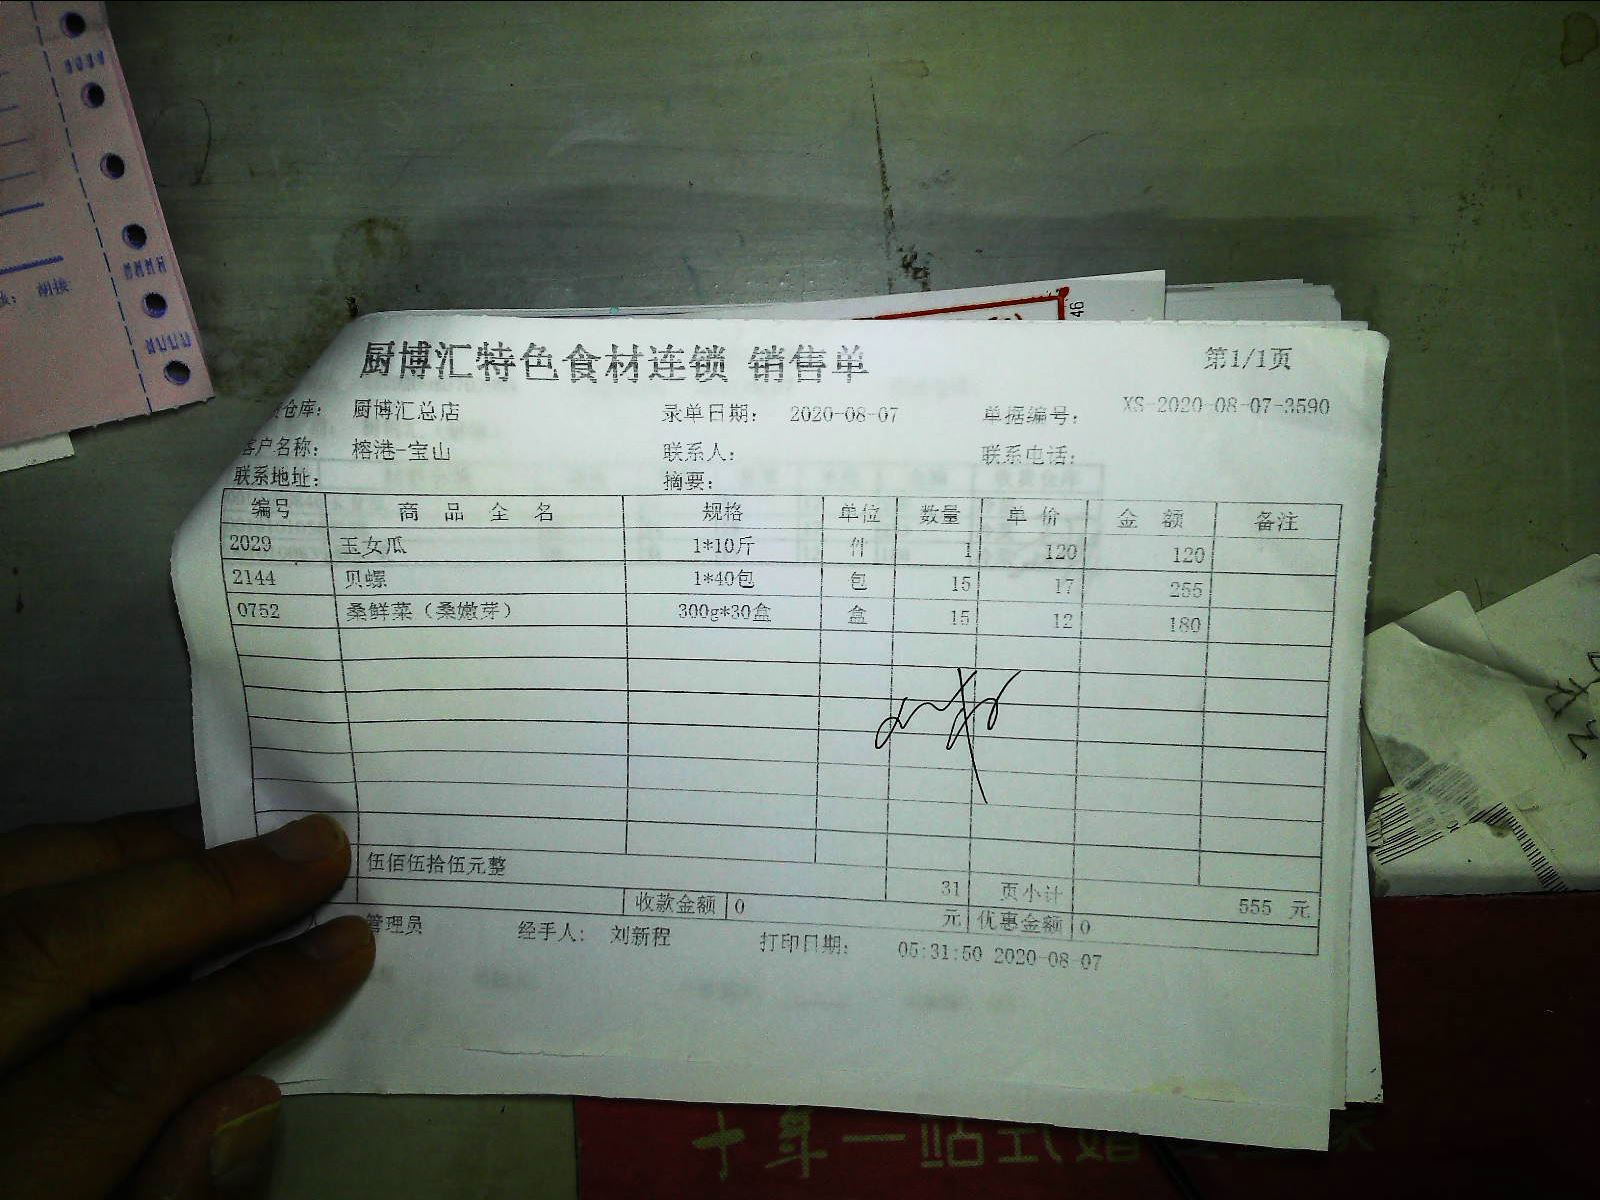 厨博汇特色食材连锁 销售单 第1/1页
仓库： 厨博汇总店 录单日期： 2020-08-07 单据编号： XS-2020-08-07-3590
客户名称： 榕港-宝山 联系人： 联系电话：
联系地址： 摘要：
编号 商品全名 规格 单位 数量 单价 金额 备注
2029 玉女瓜 1*10斤 件 1 120 120
2144 贝螺 1*40包 包 15 17 255
0752 桑鲜菜（桑嫩芽） 300g*30盒 盒 15 12 180
伍佰伍拾伍元整 31 页小计 555 元
收款金额 0 元 优惠金额 0
管理员 经手人： 刘新程 打印日期： 05:31:50 2020-08-07
46
十年一站式婚